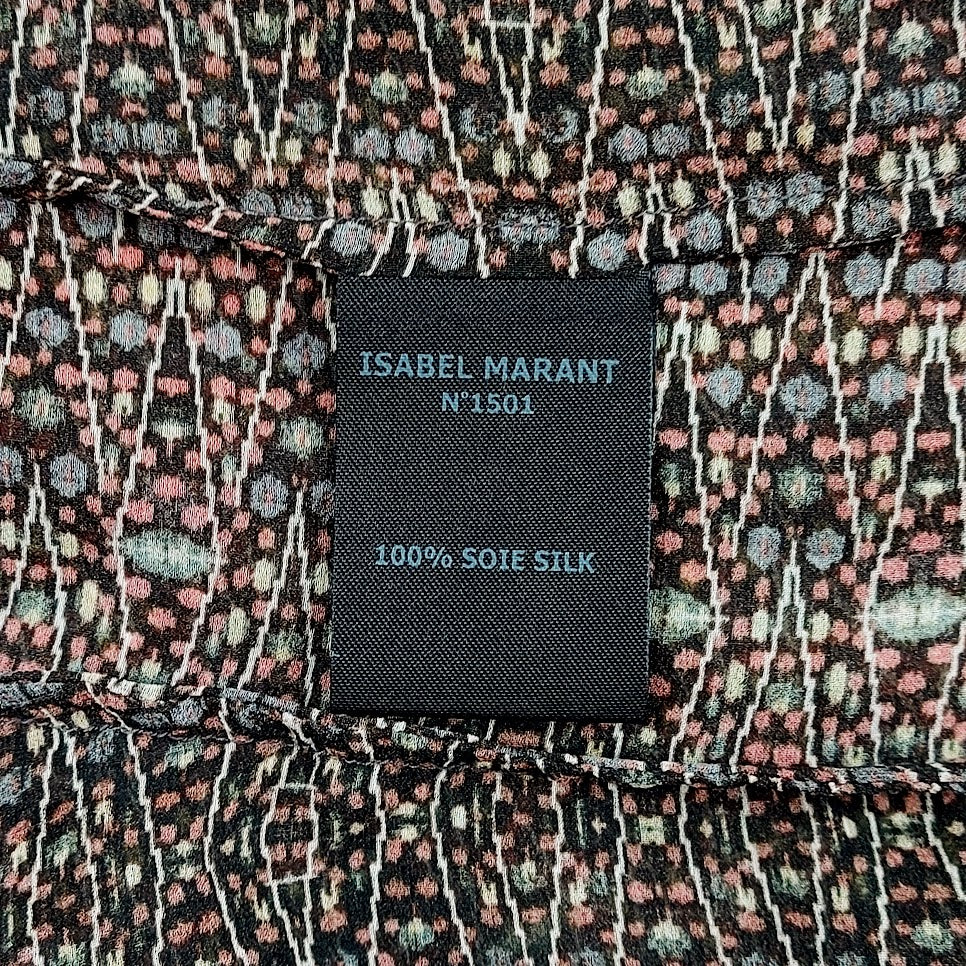 ISABEL MARANT
N°1501
100% SOIE SILK